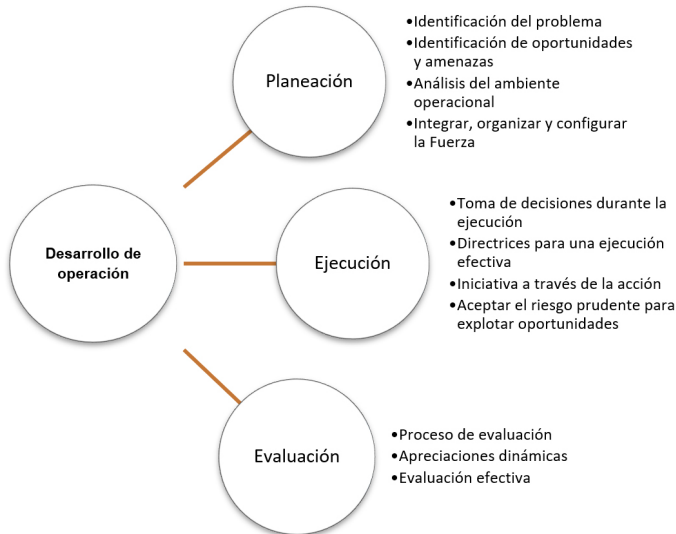 Planeación
•Identificación del problema
•Identificación de oportunidades
y amenazas
•Análisis del ambiente
operacional
•Integrar, organizar y configurar
la Fuerza
Desarrollo de
operación
Ejecución
•Toma de decisiones durante la
ejecución
•Directrices para una ejecución
efectiva
•Iniciativa a través de la acción
•Aceptar el riesgo prudente para
explotar oportunidades
Evaluación
•Proceso de evaluación
•Apreciaciones dinámicas
•Evaluación efectiva